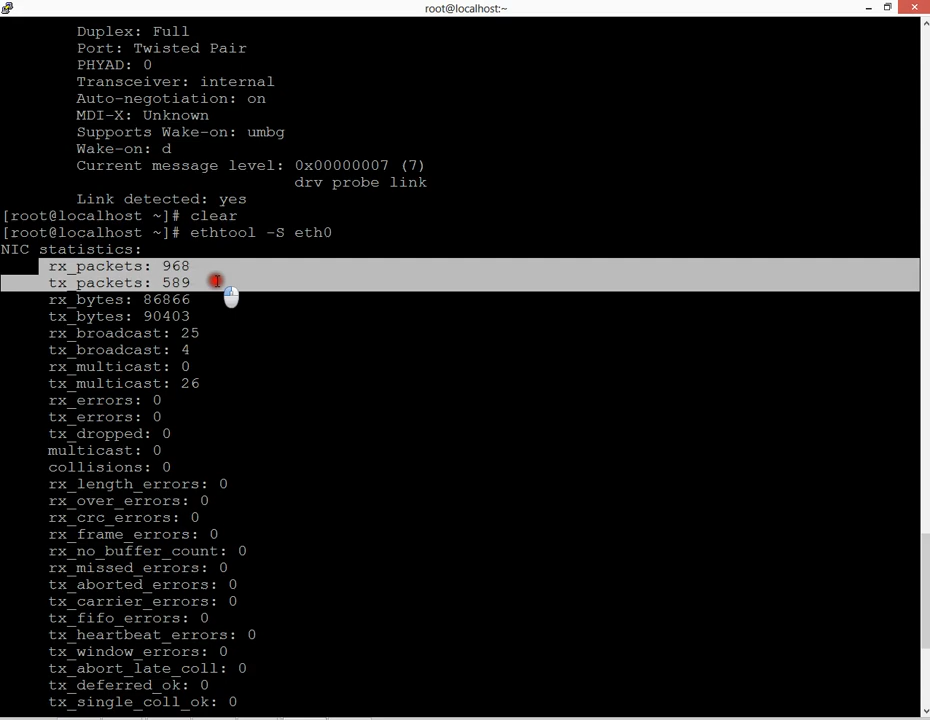 root@localhost:~
Duplex: Full
Port: Twisted Pair
PHYAD: 0
Transceiver: internal
Auto-negotiation: on
MDI-X: Unknown
Supports Wake-on: umbg
Wake-on: d
Current message level: 0x00000007 (7)
drv probe link
Link detected: yes
[root@localhost ~]# clear
[root@localhost ~]# ethtool -S eth0
NIC statistics:
rx_packets: 968
tx_packets: 589
rx_bytes: 86866
tx_bytes: 90403
rx_broadcast: 25
tx_broadcast: 4
rx_multicast: 0
tx_multicast: 26
rx_errors: 0
tx_errors: 0
tx_dropped: 0
multicast: 0
collisions: 0
rx_length_errors: 0
rx_over_errors: 0
rx_crc_errors: 0
rx_frame_errors: 0
rx_no_buffer_count: 0
rx_missed_errors: 0
tx_aborted_errors: 0
tx_carrier_errors: 0
tx_fifo_errors: 0
tx_heartbeat_errors: 0
tx_window_errors: 0
tx_abort_late_coll: 0
tx_deferred_ok: 0
tx_single_coll_ok: 0